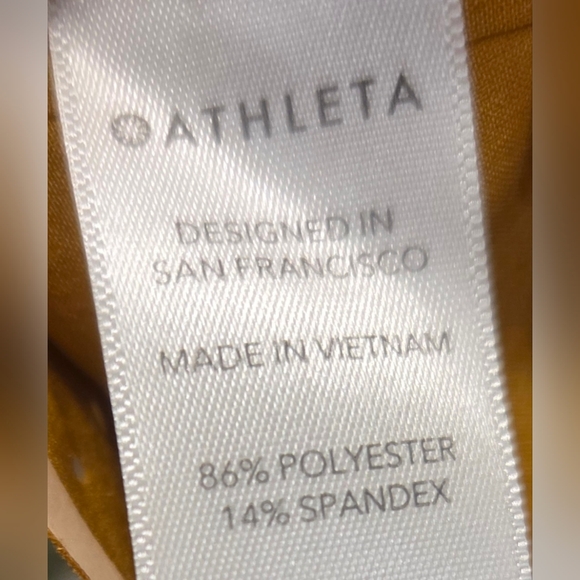 ATHLETA
DESIGNED IN
SAN FRANCISCO
MADE IN VIETNAM
86% POLYESTER
14% SPANDEX